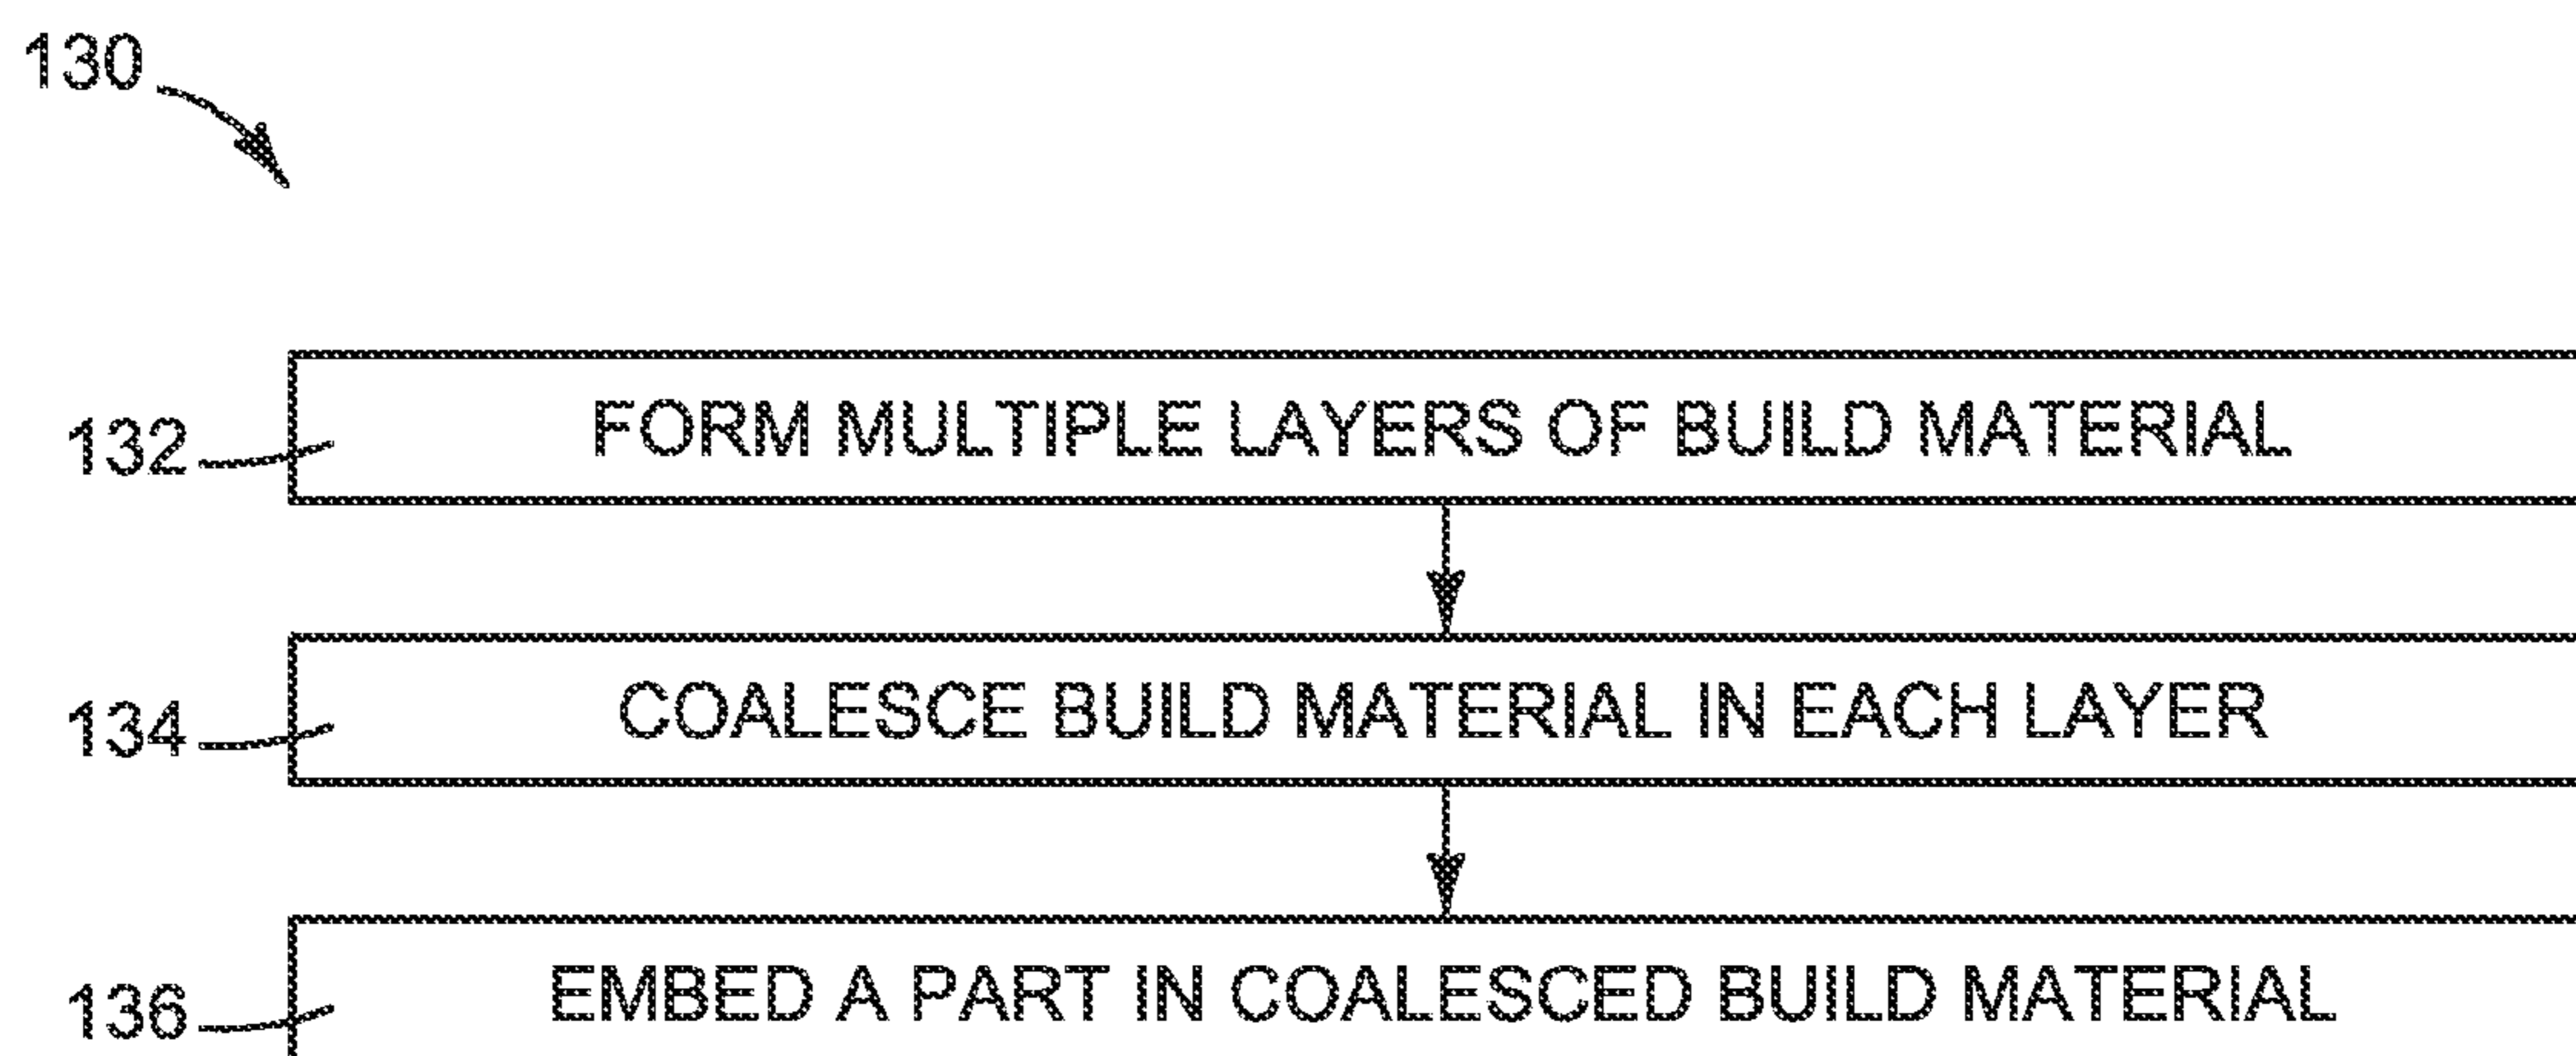 130
132 FORM MULTIPLE LAYERS OF BUILD MATERIAL
134 COALESCE BUILD MATERIAL IN EACH LAYER
136 EMBED A PART IN COALESCED BUILD MATERIAL